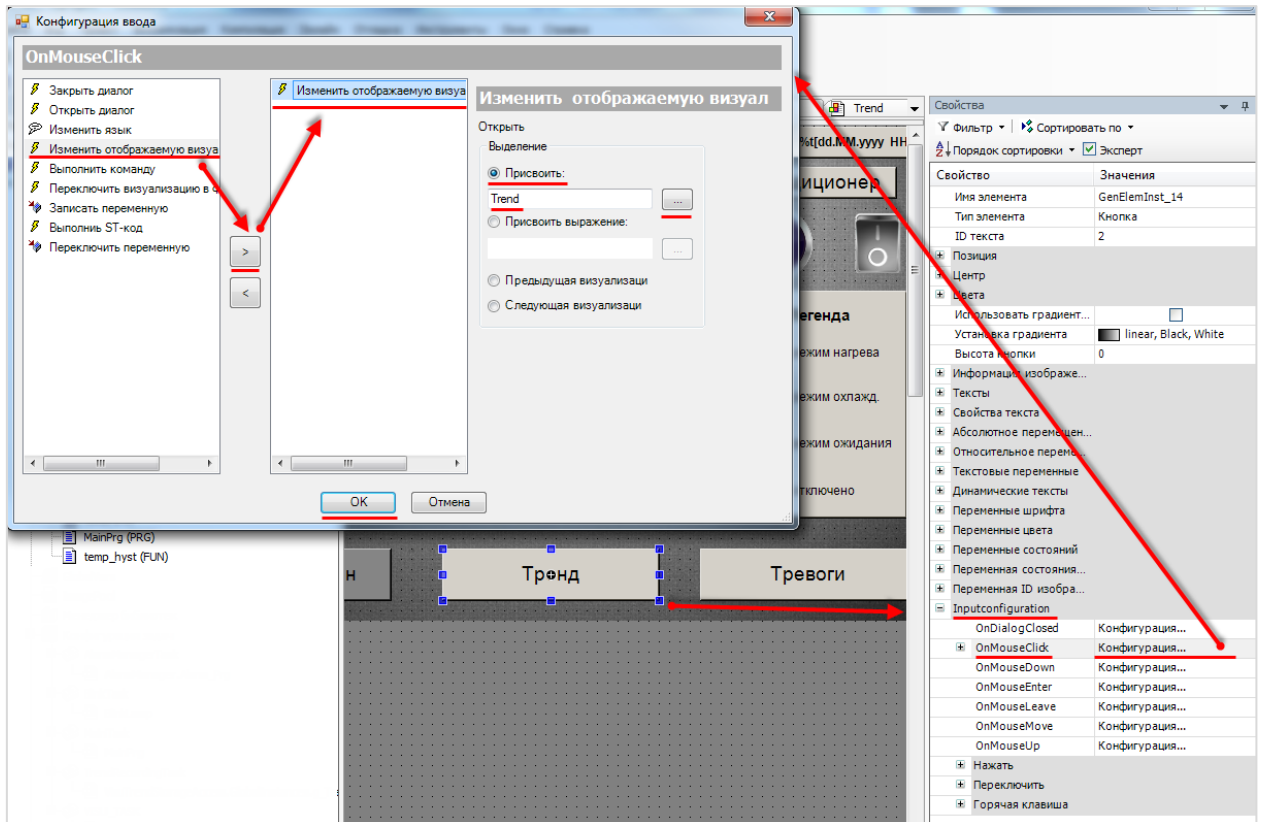 Конфигурация ввода
OnMouseClick
Закрыть диалог
Открыть диалог
Изменить язык
Изменить отображаемую визуа
Выполнить команду
Переключить визуализацию в ф
Записать переменную
Выполниь ST-код
Переключить переменную
>
<
Изменить отображаемую визуа
Изменить отображаемую визуал
Открыть
Выделение
Присвоить:
Trend
...
Присвоить выражение:
...
Предыдущая визуализаци
Следующая визуализаци
OK
Отмена
MainPrg (PRG)
temp_hyst (FUN)
Trend
%t[dd.MM.yyyy HH
иционер
егенда
ежим нагрева
ежим охлажд.
ежим ожидания
тключено
н
Тренд
Тревоги
Свойства
Фильтр
Сортировать по
Порядок сортировки
Эксперт
Свойство Значения
Имя элемента GenElemInst_14
Тип элемента Кнопка
ID текста 2
Позиция
Центр
Цвета
Использовать градиент...
Установка градиента linear, Black, White
Высота кнопки 0
Информация изображе...
Тексты
Свойства текста
Абсолютное перемещен...
Относительное переме...
Текстовые переменные
Динамические тексты
Переменные шрифта
Переменные цвета
Переменные состояний
Переменная состояния...
Переменная ID изобра...
Inputconfiguration
OnDialogClosed Конфигурация...
OnMouseClick Конфигурация...
OnMouseDown Конфигурация...
OnMouseEnter Конфигурация...
OnMouseLeave Конфигурация...
OnMouseMove Конфигурация...
OnMouseUp Конфигурация...
Нажать
Переключить
Горячая клавиша